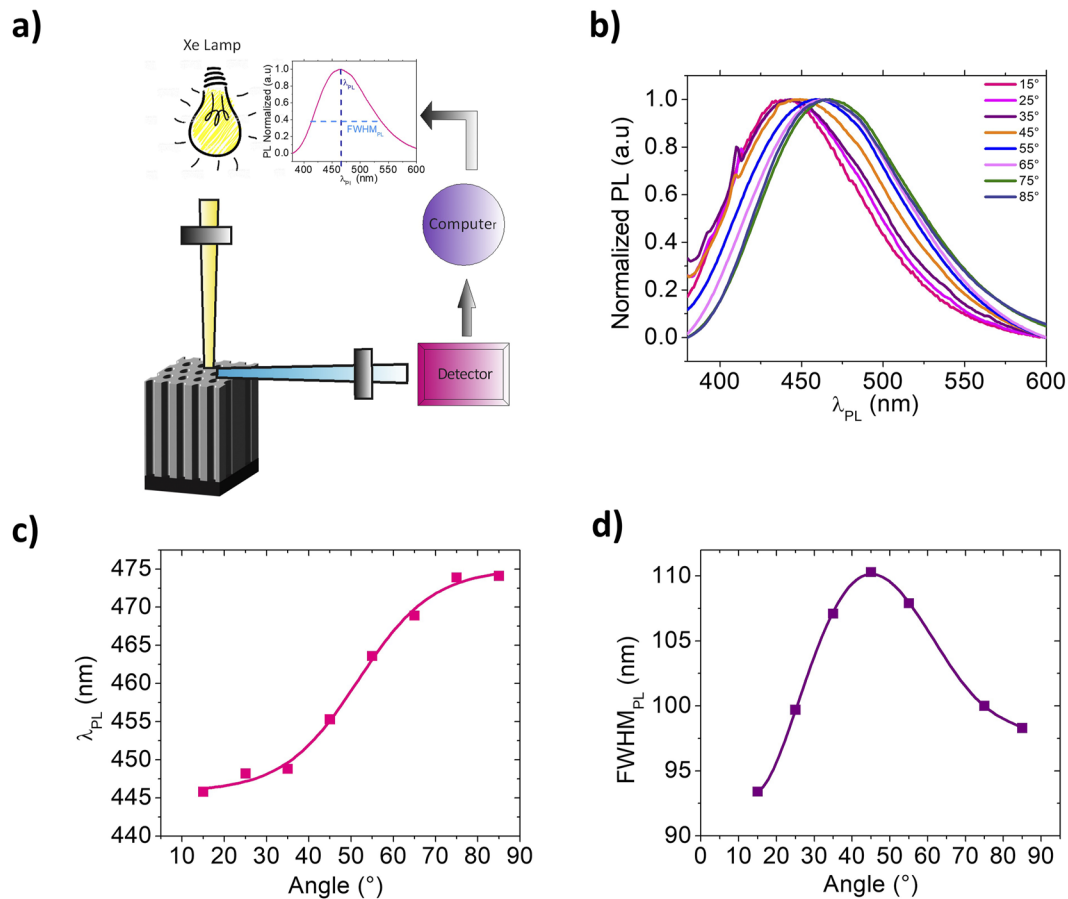 a)
Xe Lamp
PL Normalized (a.u)
1.0
0.8
0.6
0.4
0.2
0.0
λPL
FWHMPL
400 450 500 550 600
λPl (nm)
Computer
Detector
b)
Normalized PL (a.u)
1.0
0.8
0.6
0.4
0.2
0.0
15°
25°
35°
45°
55°
65°
75°
85°
400 450 500 550 600
λPL (nm)
c)
λPL (nm)
475
470
465
460
455
450
445
440
10 20 30 40 50 60 70 80 90
Angle (°)
d)
FWHMPL (nm)
110
105
100
95
90
0 10 20 30 40 50 60 70 80 90
Angle (°)